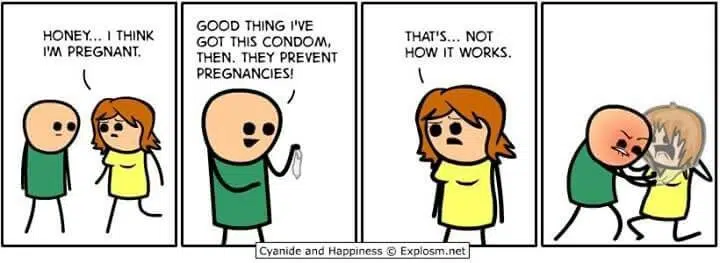 HONEY... I THINK
I'M PREGNANT.
GOOD THING I'VE
GOT THIS CONDOM,
THEN. THEY PREVENT
PREGNANCIES!
THAT'S... NOT
HOW IT WORKS.
Cyanide and Happiness © Explosm.net